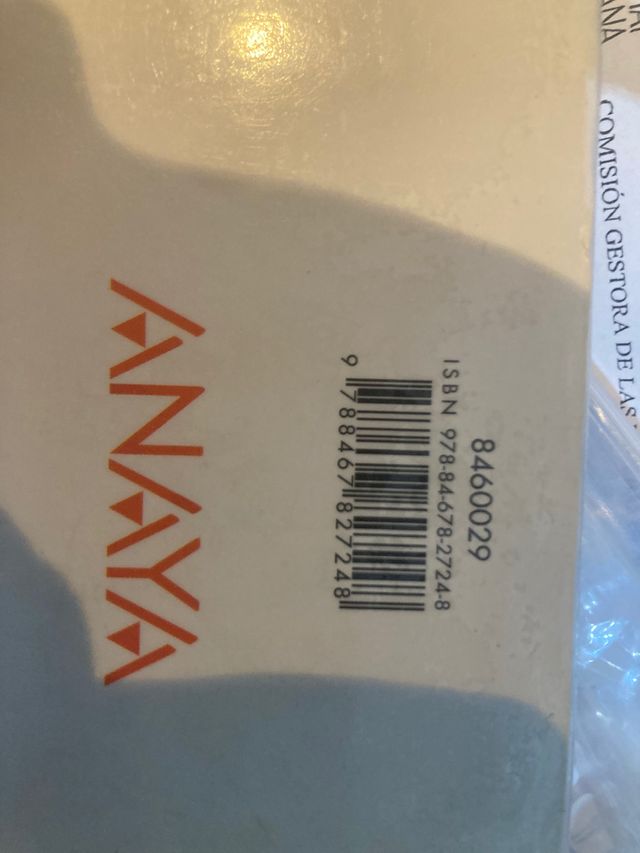 8460029
ISBN 978-84-678-2724-8
9 788467 827248
ANAYA
COMISIÓN GESTORA DE LAS